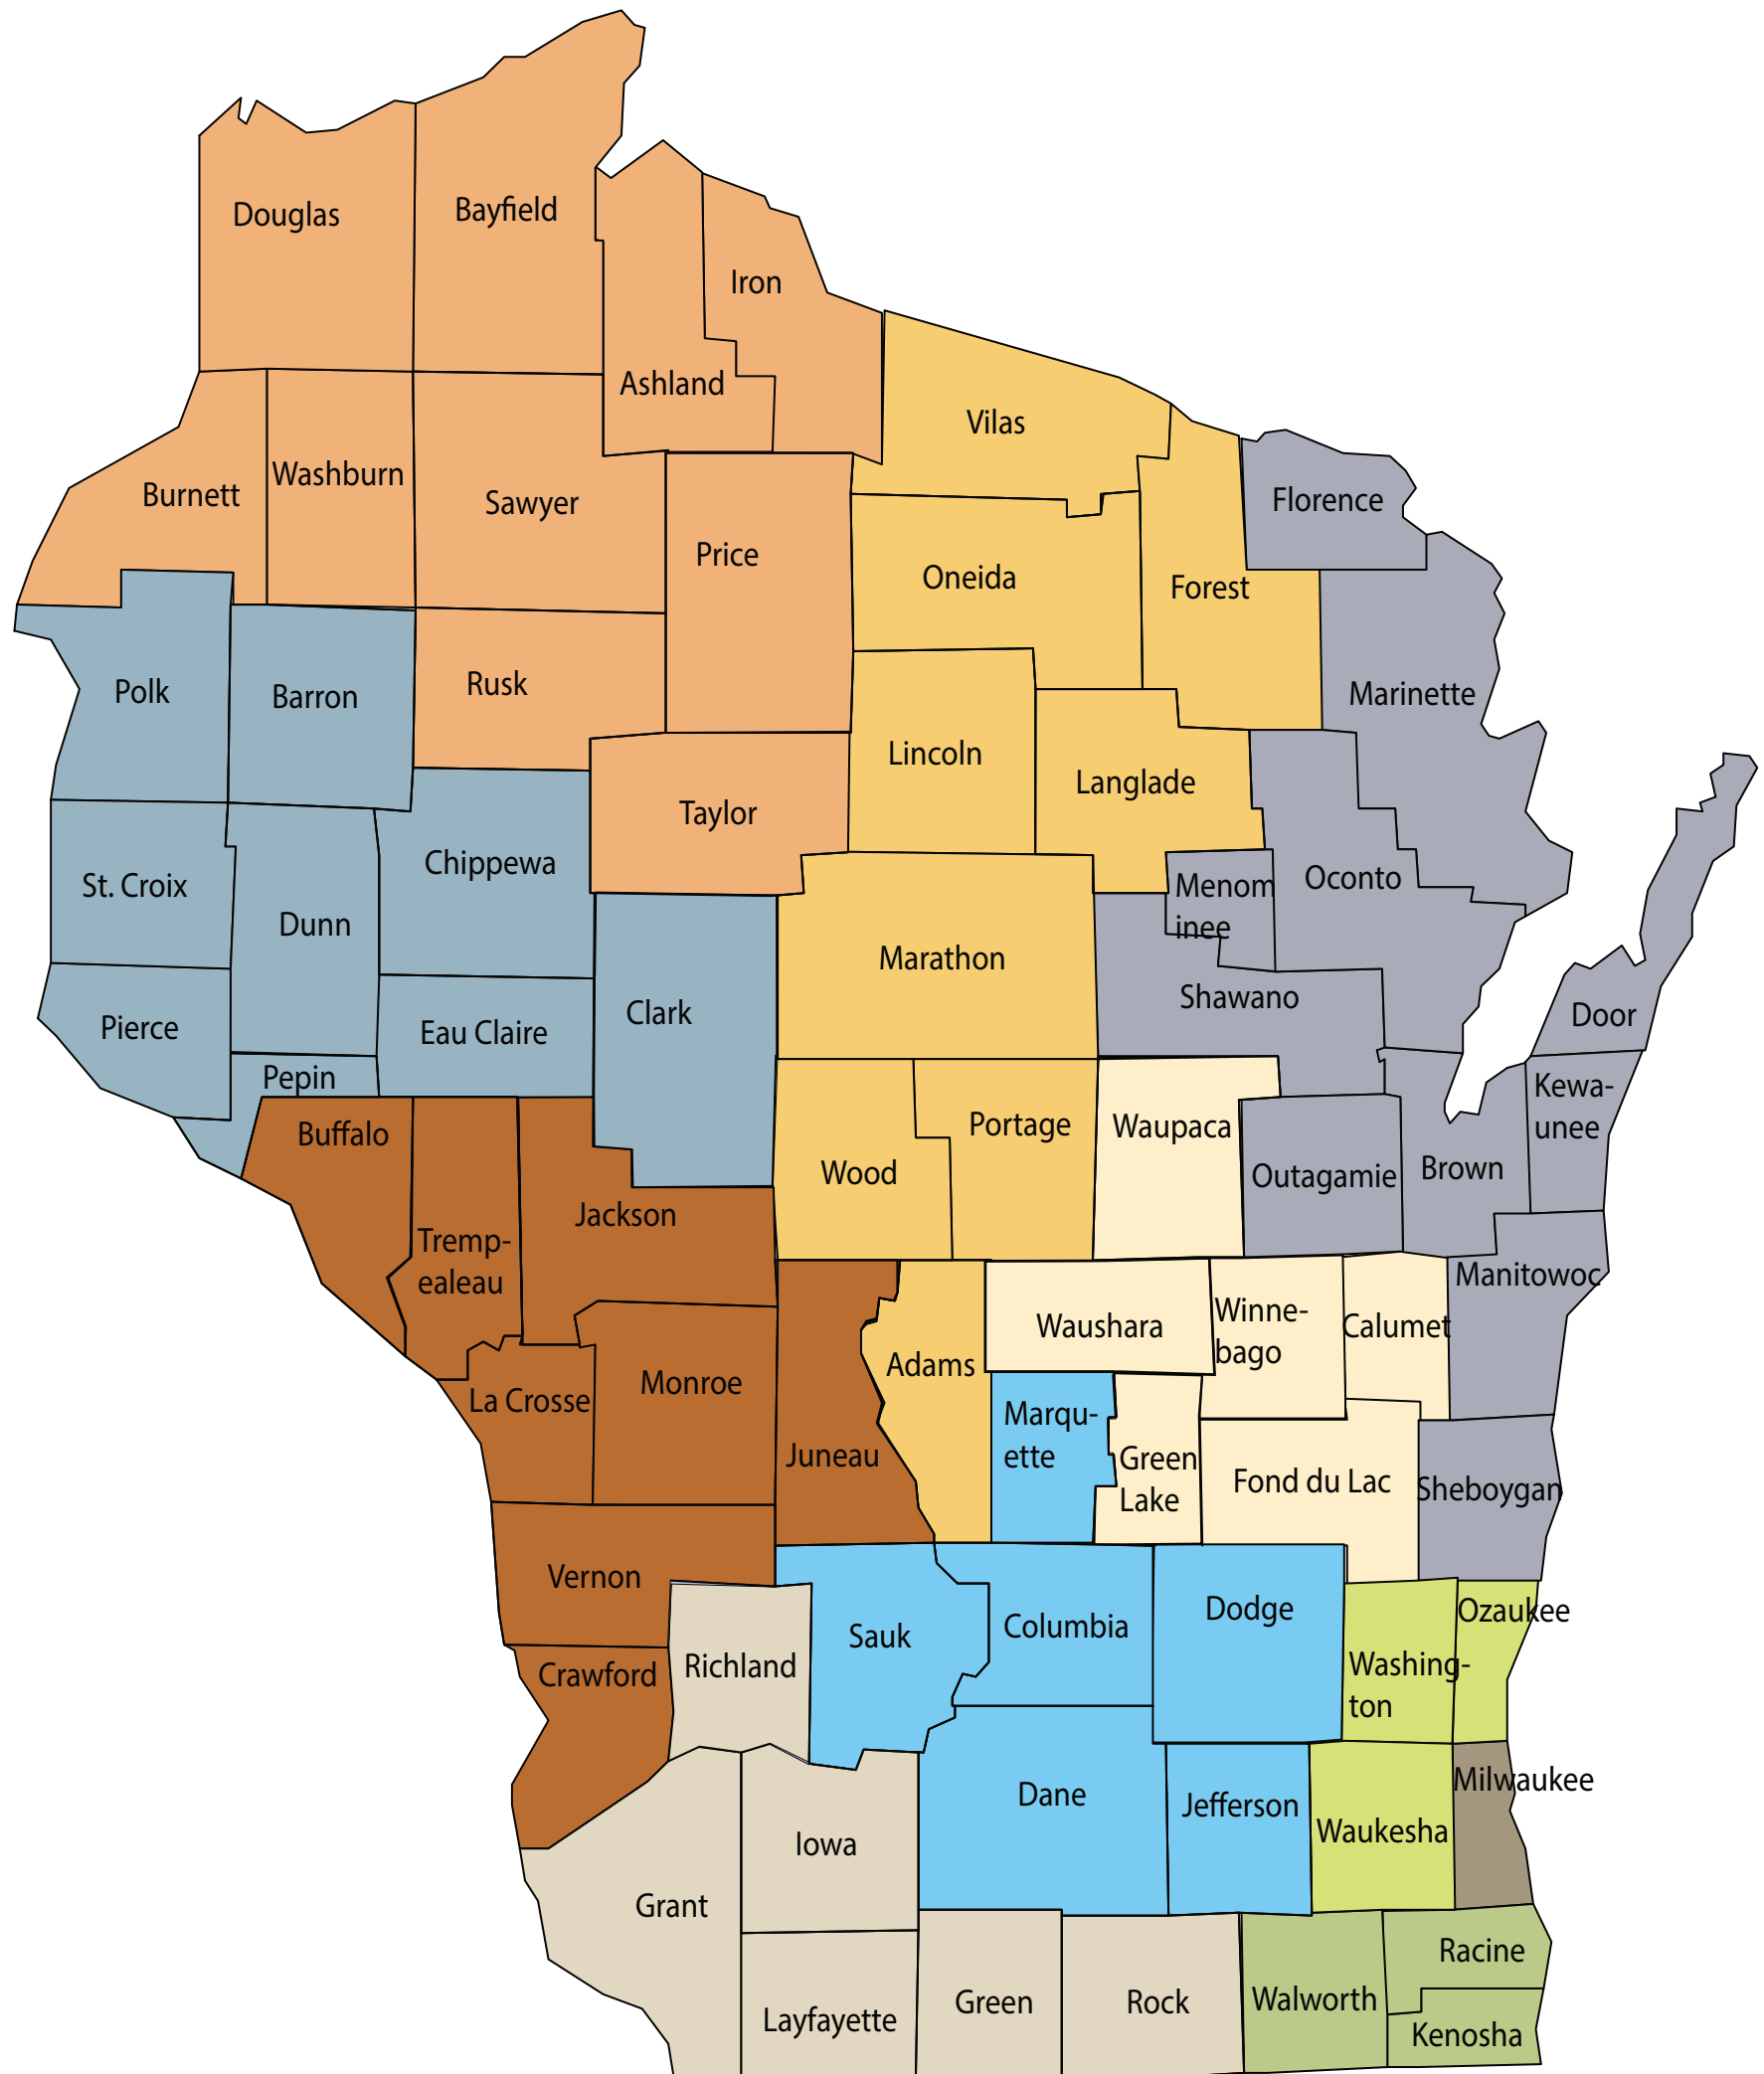 Bayfield
Douglas
Iron
Ashland
Vilas
Washburn
Burnett
Sawyer
Florence
Price
Oneida
Forest
Polk
Barron
Rusk
Marinette
Lincoln
Langlade
Taylor
Chippewa
St. Croix
Menom
inee
Oconto
Dunn
Marathon
Shawano
Clark
Door
Pierce
Eau Claire
Pepin
Kewa-
unee
Buffalo
Portage
Waupaca
Wood
Outagamie
Brown
Jackson
Tremp-
ealeau
Manitowoc
Waushara
Winne-
bago
Calumet
Adams
Monroe
La Crosse
Marqu-
ette
Juneau
Green
Lake
Fond du Lac
Sheboygan
Vernon
Dodge
Ozaukee
Columbia
Sauk
Richland
Washing-
ton
Crawford
Milwaukee
Dane
Jefferson
Waukesha
Iowa
Grant
Racine
Walworth
Rock
Green
Layfayette
Kenosha